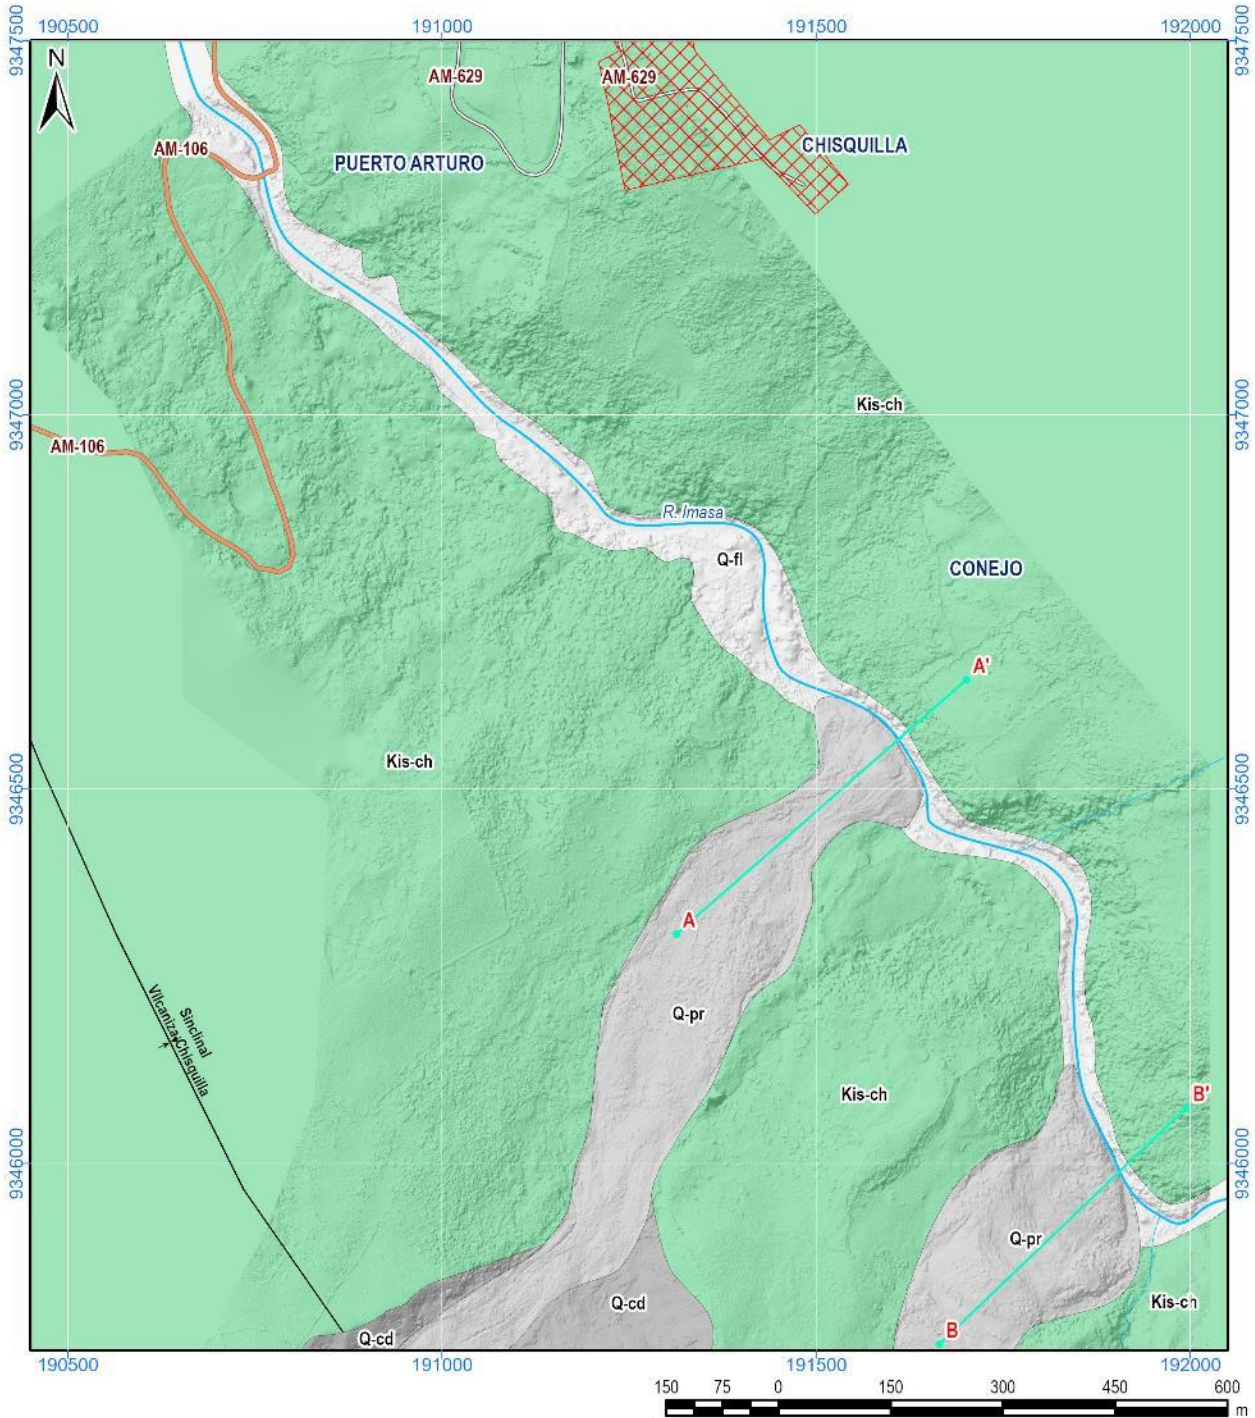 190500 191000 191500 192000
9347500 9347500
N
AM-629 AM-629
AM-106 PUERTO ARTURO CHISQUILLA
Kis-ch
9347000 9347000
AM-106
R. Imasa
Q-fl
CONEJO
A'
Kis-ch
9346500 9346500
A
Q-pr
Sinclinal
Vilcaniza-Chisquilla
Kis-ch
B'
9346000 9346000
Q-pr
Q-cd Kis-ch
B
Q-cd
190500 191000 191500 192000
150 75 0 150 300 450 600
m